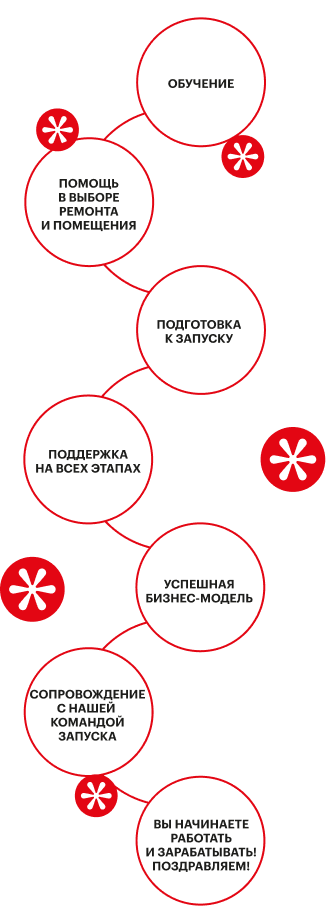 ОБУЧЕНИЕ
ПОМОЩЬ
В ВЫБОРЕ
РЕМОНТА
И ПОМЕЩЕНИЯ
ПОДГОТОВКА
К ЗАПУСКУ
ПОДДЕРЖКА
НА ВСЕХ ЭТАПАХ
УСПЕШНАЯ
БИЗНЕС-МОДЕЛЬ
СОПРОВОЖДЕНИЕ
С НАШЕЙ
КОМАНДОЙ
ЗАПУСКА
ВЫ НАЧИНАЕТЕ
РАБОТАТЬ
И ЗАРАБАТЫВАТЬ!
ПОЗДРАВЛЯЕМ!